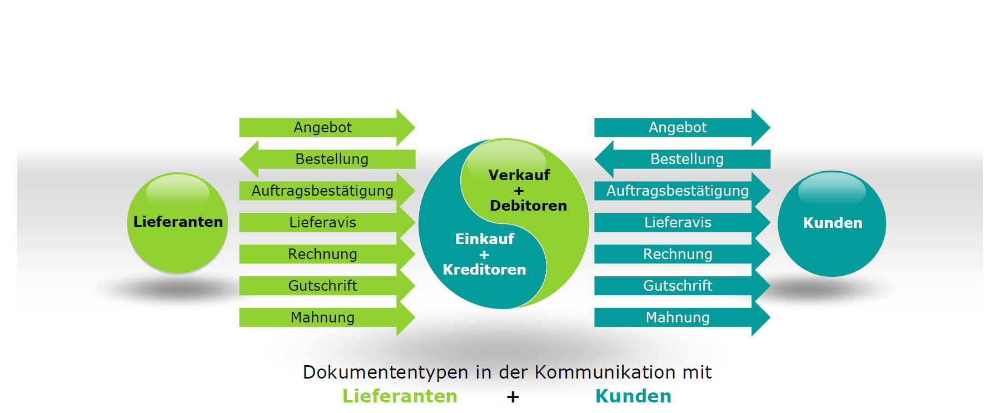 Angebot
Bestellung
Auftragsbestätigung
Lieferavis
Rechnung
Gutschrift
Mahnung
Lieferanten
Verkauf
+
Debitoren
Einkauf
+
Kreditoren
Angebot
Bestellung
Auftragsbestätigung
Lieferavis
Rechnung
Gutschrift
Mahnung
Kunden
Dokumententypen in der Kommunikation mit
Lieferanten + Kunden